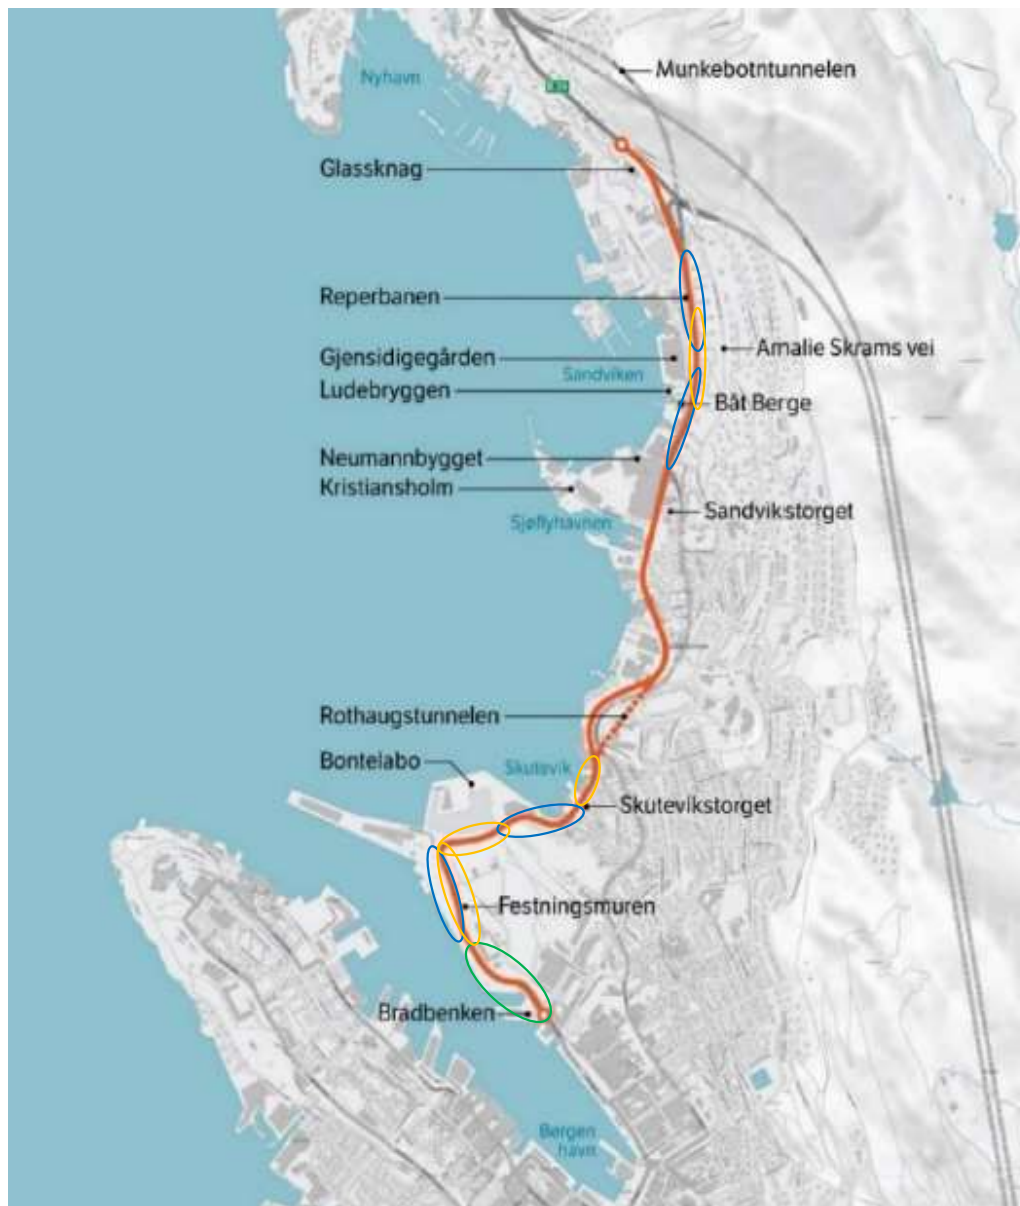 Munkebotntunnelen
Nyhavn
Glassknag
Reperbanen
Amalie Skrams vei
Gjensidigegården
Sandviken
Ludebryggen
Båt Berge
Neumannbygget
Kristiansholm
Sandvikstorget
Sjøflyhavnen
Rothaugstunnelen
Bontelabo
Skutevik
Skutevikstorget
Festningsmuren
Bradbenken
Bergen
havn